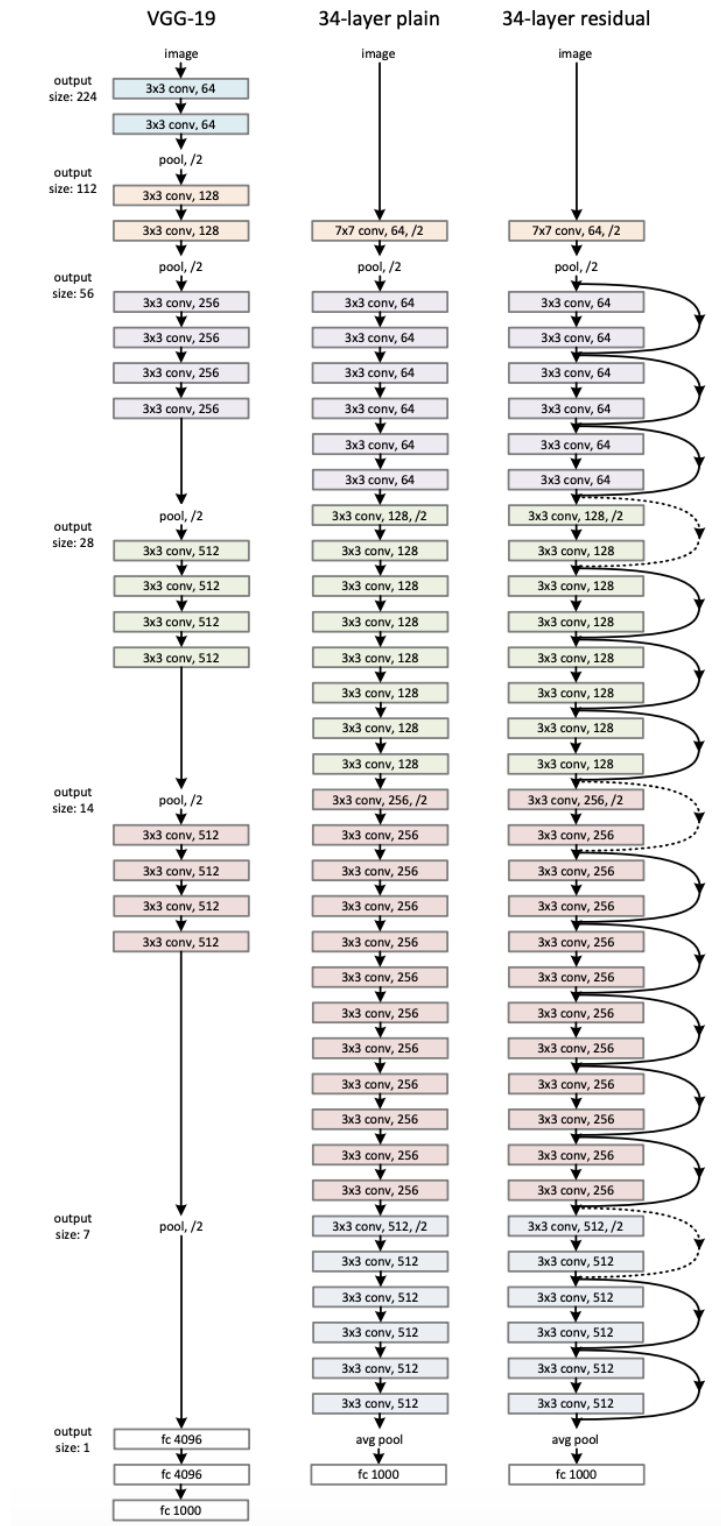 VGG-19
image
output
size: 224
3x3 conv, 64
3x3 conv, 64
pool, /2
output
size: 112
3x3 conv, 128
3x3 conv, 128
pool, /2
output
size: 56
3x3 conv, 256
3x3 conv, 256
3x3 conv, 256
3x3 conv, 256
pool, /2
output
size: 28
3x3 conv, 512
3x3 conv, 512
3x3 conv, 512
3x3 conv, 512
pool, /2
output
size: 14
3x3 conv, 512
3x3 conv, 512
3x3 conv, 512
3x3 conv, 512
output
size: 7
pool, /2
output
size: 1
fc 4096
fc 4096
fc 1000
34-layer plain
image
7x7 conv, 64, /2
pool, /2
3x3 conv, 64
3x3 conv, 64
3x3 conv, 64
3x3 conv, 64
3x3 conv, 64
3x3 conv, 64
3x3 conv, 128, /2
3x3 conv, 128
3x3 conv, 128
3x3 conv, 128
3x3 conv, 128
3x3 conv, 128
3x3 conv, 128
3x3 conv, 128
3x3 conv, 256, /2
3x3 conv, 256
3x3 conv, 256
3x3 conv, 256
3x3 conv, 256
3x3 conv, 256
3x3 conv, 256
3x3 conv, 256
3x3 conv, 256
3x3 conv, 256
3x3 conv, 256
3x3 conv, 256
3x3 conv, 512, /2
3x3 conv, 512
3x3 conv, 512
3x3 conv, 512
3x3 conv, 512
3x3 conv, 512
avg pool
fc 1000
34-layer residual
image
7x7 conv, 64, /2
pool, /2
3x3 conv, 64
3x3 conv, 64
3x3 conv, 64
3x3 conv, 64
3x3 conv, 64
3x3 conv, 64
3x3 conv, 128, /2
3x3 conv, 128
3x3 conv, 128
3x3 conv, 128
3x3 conv, 128
3x3 conv, 128
3x3 conv, 128
3x3 conv, 128
3x3 conv, 256, /2
3x3 conv, 256
3x3 conv, 256
3x3 conv, 256
3x3 conv, 256
3x3 conv, 256
3x3 conv, 256
3x3 conv, 256
3x3 conv, 256
3x3 conv, 256
3x3 conv, 256
3x3 conv, 256
3x3 conv, 512, /2
3x3 conv, 512
3x3 conv, 512
3x3 conv, 512
3x3 conv, 512
3x3 conv, 512
avg pool
fc 1000